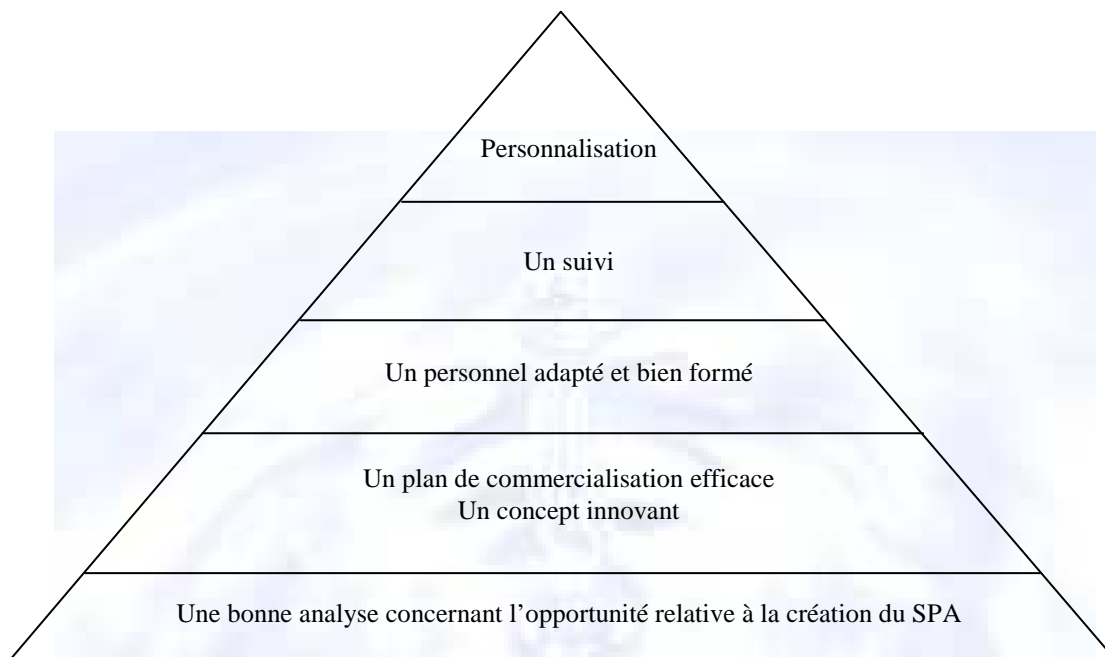 Personnalisation
Un suivi
Un personnel adapté et bien formé
Un plan de commercialisation efficace
Un concept innovant
Une bonne analyse concernant l’opportunité relative à la création du SPA